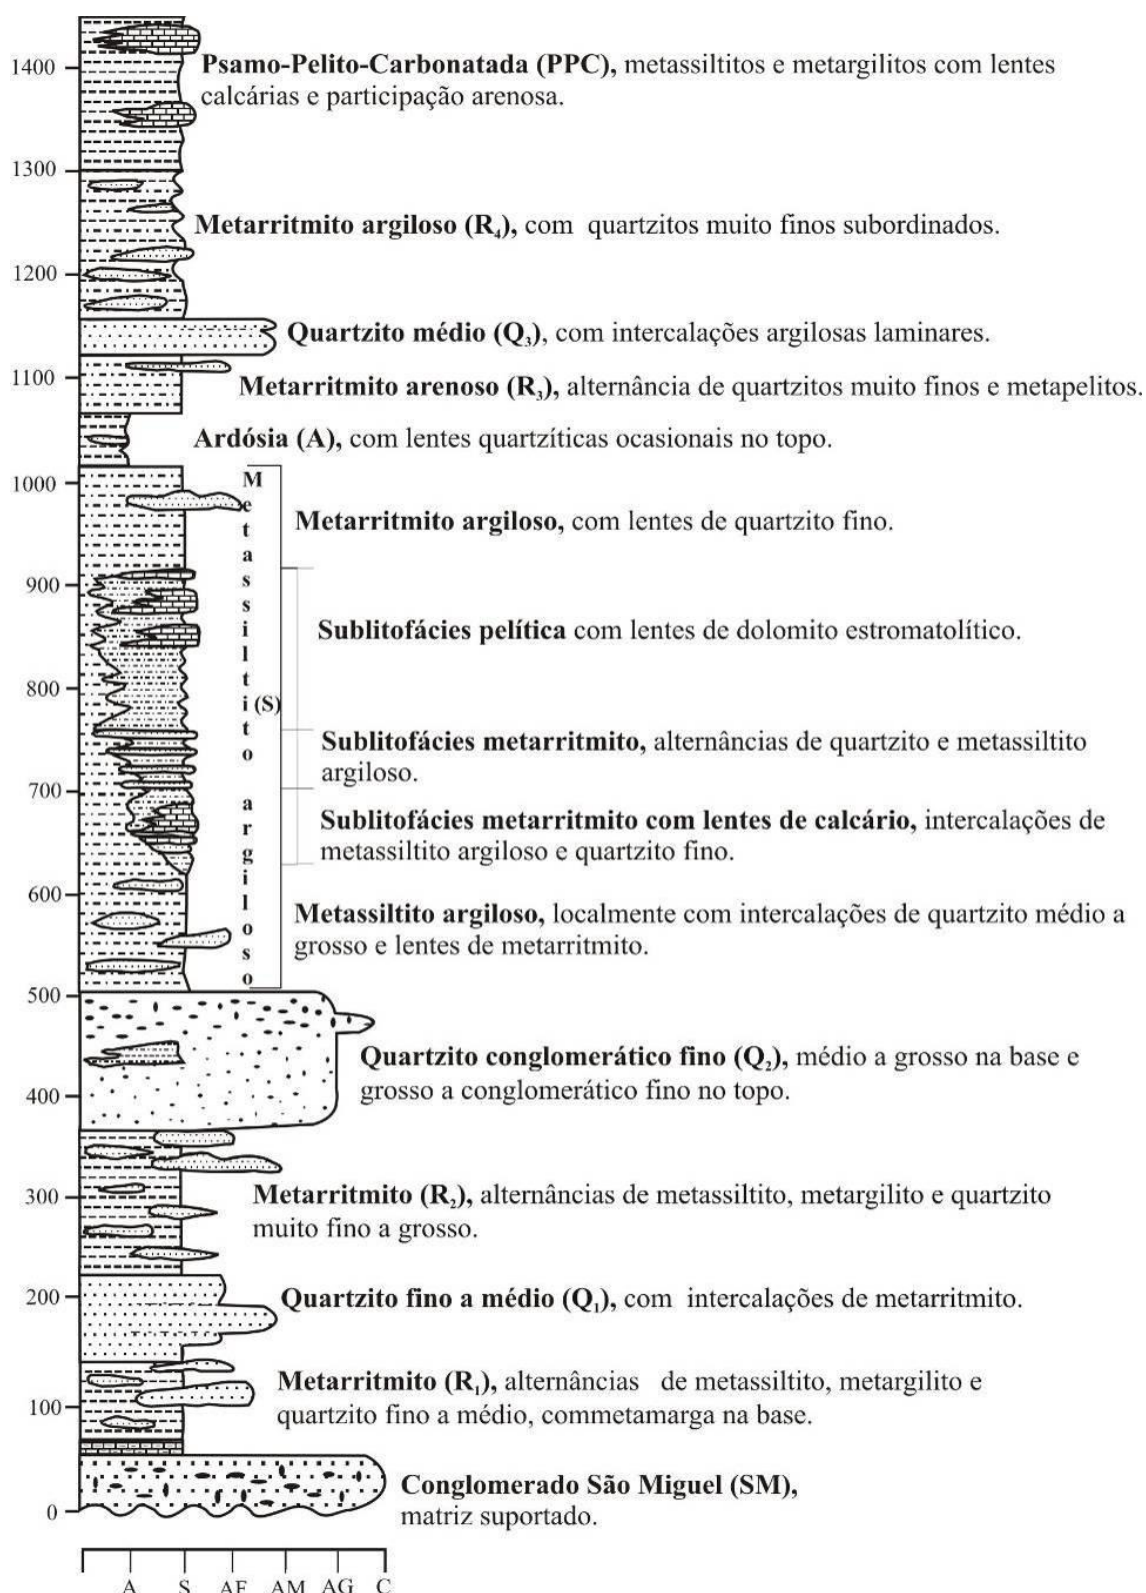 1400
Psamo-Pelito-Carbonatada (PPC), metassiltitos e metargilitos com lentes
calcárias e participação arenosa.
1300
Metarritmito argiloso (R₄), com quartzitos muito finos subordinados.
1200
Quartzito médio (Q₃), com intercalações argilosas laminares.
1100
Metarritmito arenoso (R₃), alternância de quartzitos muito finos e metapelitos.
Ardósia (A), com lentes quartzíticas ocasionais no topo.
1000
Metassiltito argiloso
(S)
Metarritmito argiloso, com lentes de quartzito fino.
900
Sublitofácies pelítica com lentes de dolomito estromatolítico.
800
Sublitofácies metarritmito, alternâncias de quartzito e metassiltito
argiloso.
700
Sublitofácies metarritmito com lentes de calcário, intercalações de
metassiltito argiloso e quartzito fino.
600
Metassiltito argiloso, localmente com intercalações de quartzito médio a
grosso e lentes de metarritmito.
500
Quartzito conglomerático fino (Q₂), médio a grosso na base e
grosso a conglomerático fino no topo.
400
300
Metarritmito (R₂), alternâncias de metassiltito, metargilito e quartzito
muito fino a grosso.
200
Quartzito fino a médio (Q₁), com intercalações de metarritmito.
Metarritmito (R₁), alternâncias de metassiltito, metargilito e
100
quartzito fino a médio, commetamarga na base.
Conglomerado São Miguel (SM),
0
matriz suportado.
A S AF AM AG C